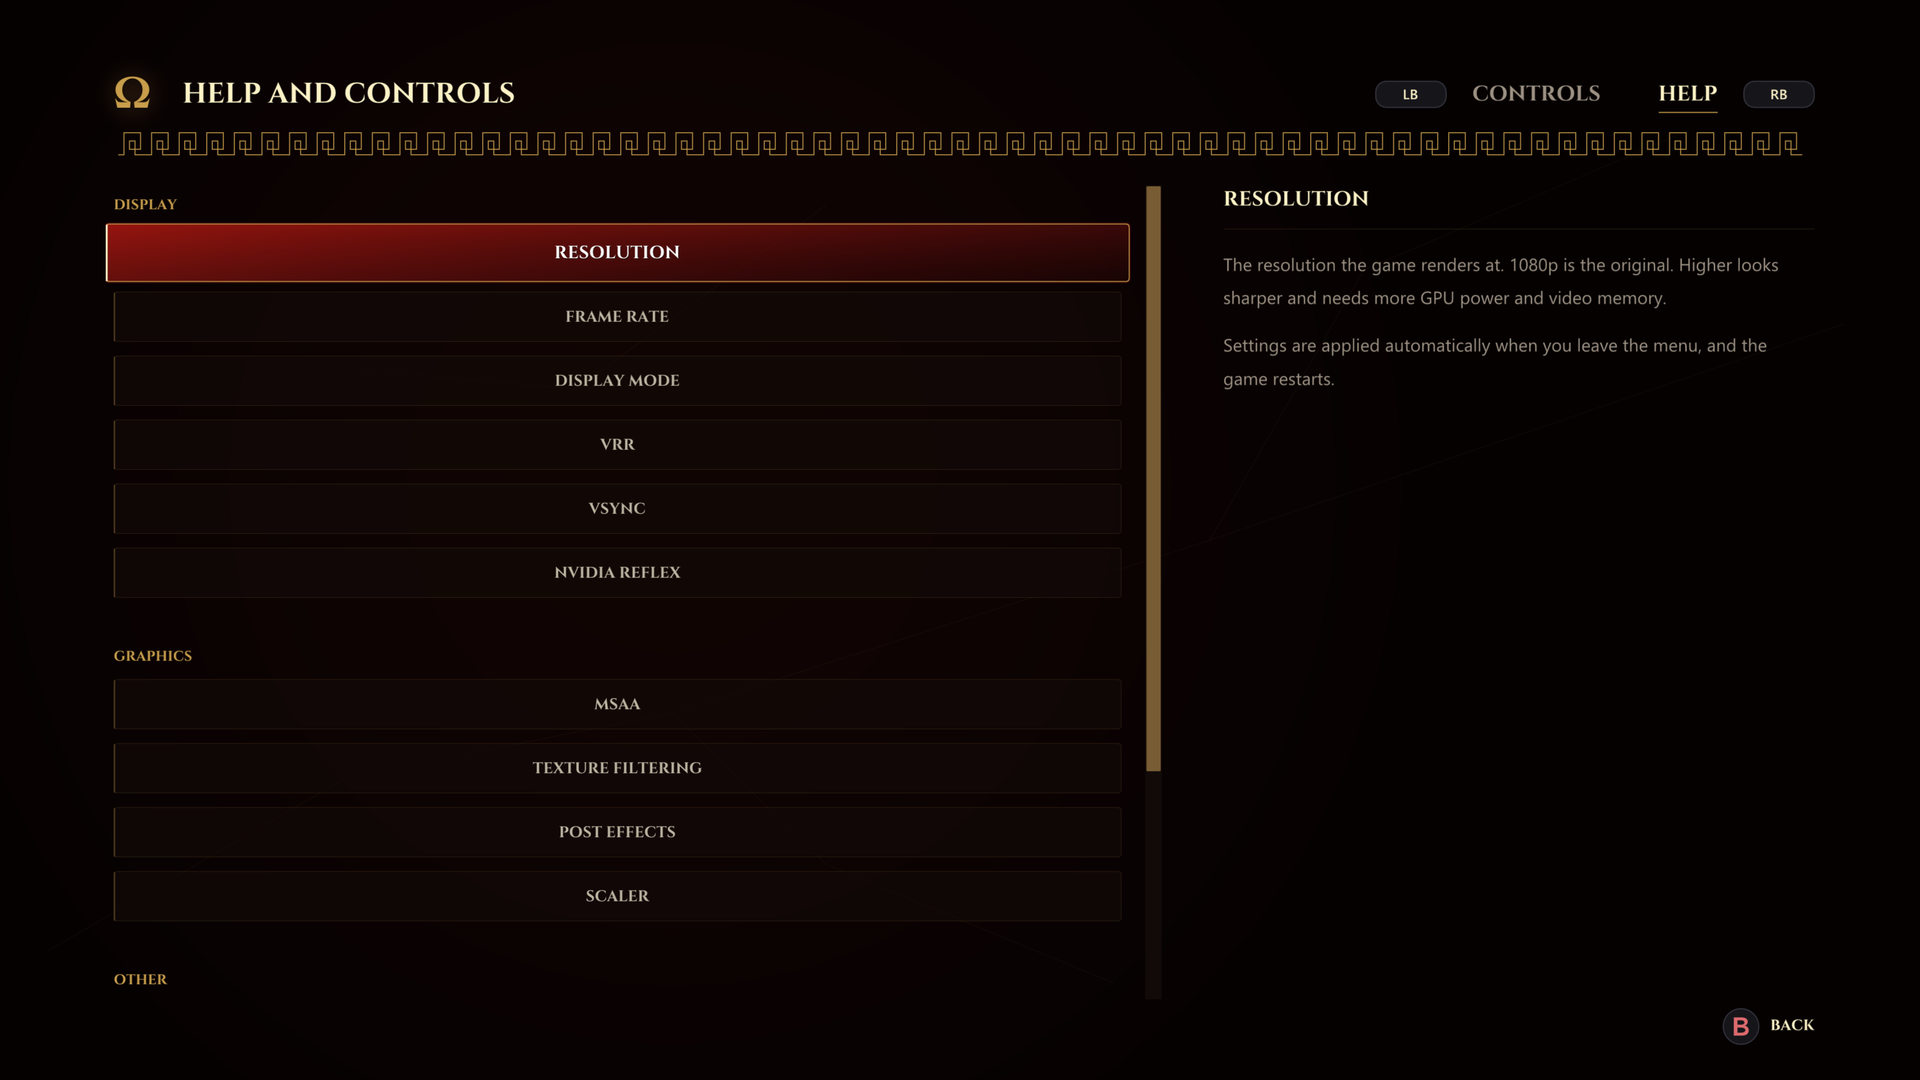 Ω HELP AND CONTROLS
LB CONTROLS HELP RB
DISPLAY
RESOLUTION
FRAME RATE
DISPLAY MODE
VRR
VSYNC
NVIDIA REFLEX
GRAPHICS
MSAA
TEXTURE FILTERING
POST EFFECTS
SCALER
OTHER
RESOLUTION
The resolution the game renders at. 1080p is the original. Higher looks
sharper and needs more GPU power and video memory.
Settings are applied automatically when you leave the menu, and the
game restarts.
B BACK